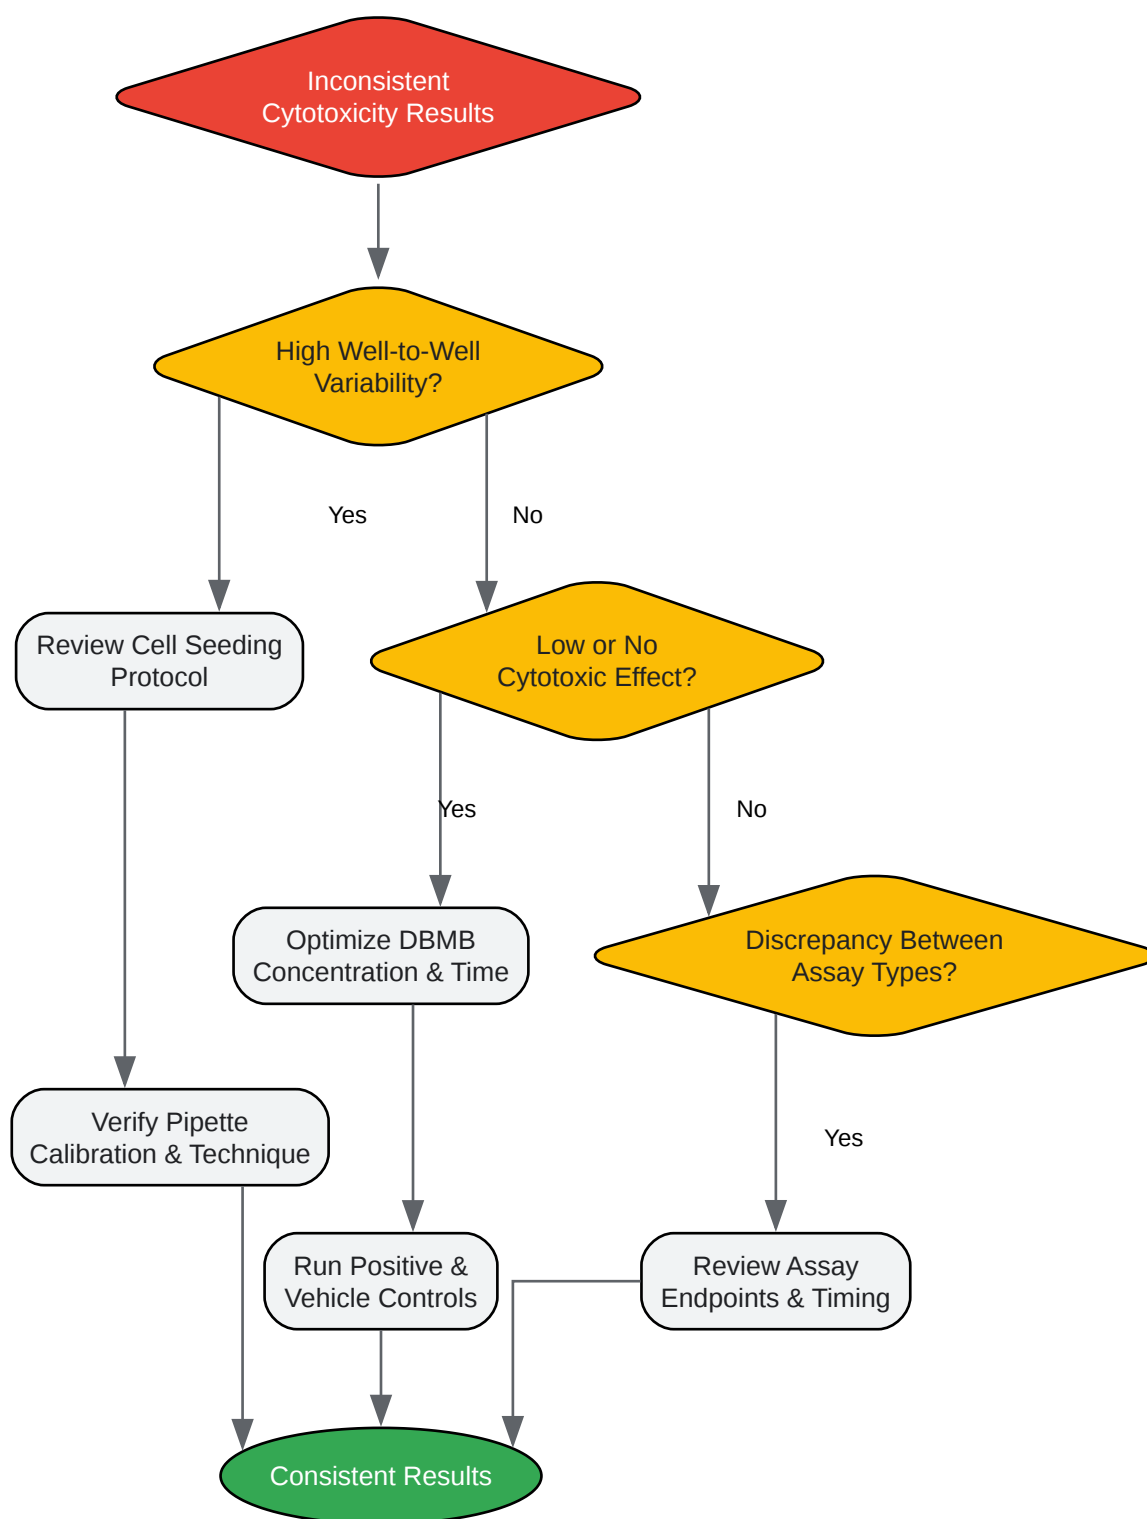 Inconsistent
Cytotoxicity Results
High Well-to-Well
Variability?
Yes
No
Review Cell Seeding
Protocol
Low or No
Cytotoxic Effect?
Yes
No
Optimize DBMB
Concentration & Time
Discrepancy Between
Assay Types?
Verify Pipette
Calibration & Technique
Yes
Run Positive &
Vehicle Controls
Review Assay
Endpoints & Timing
Consistent Results